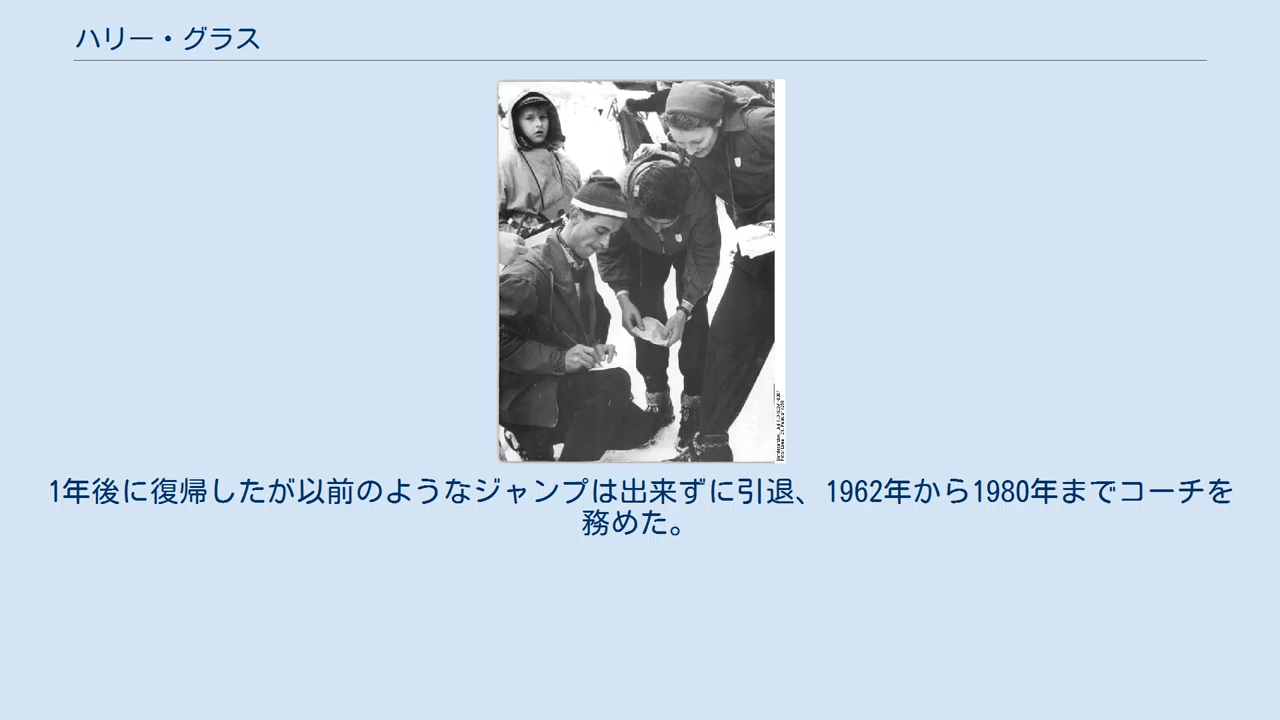 ハリー・グラス
1年後に復帰したが以前のようなジャンプは出来ずに引退、1962年から1980年までコーチを
務めた。